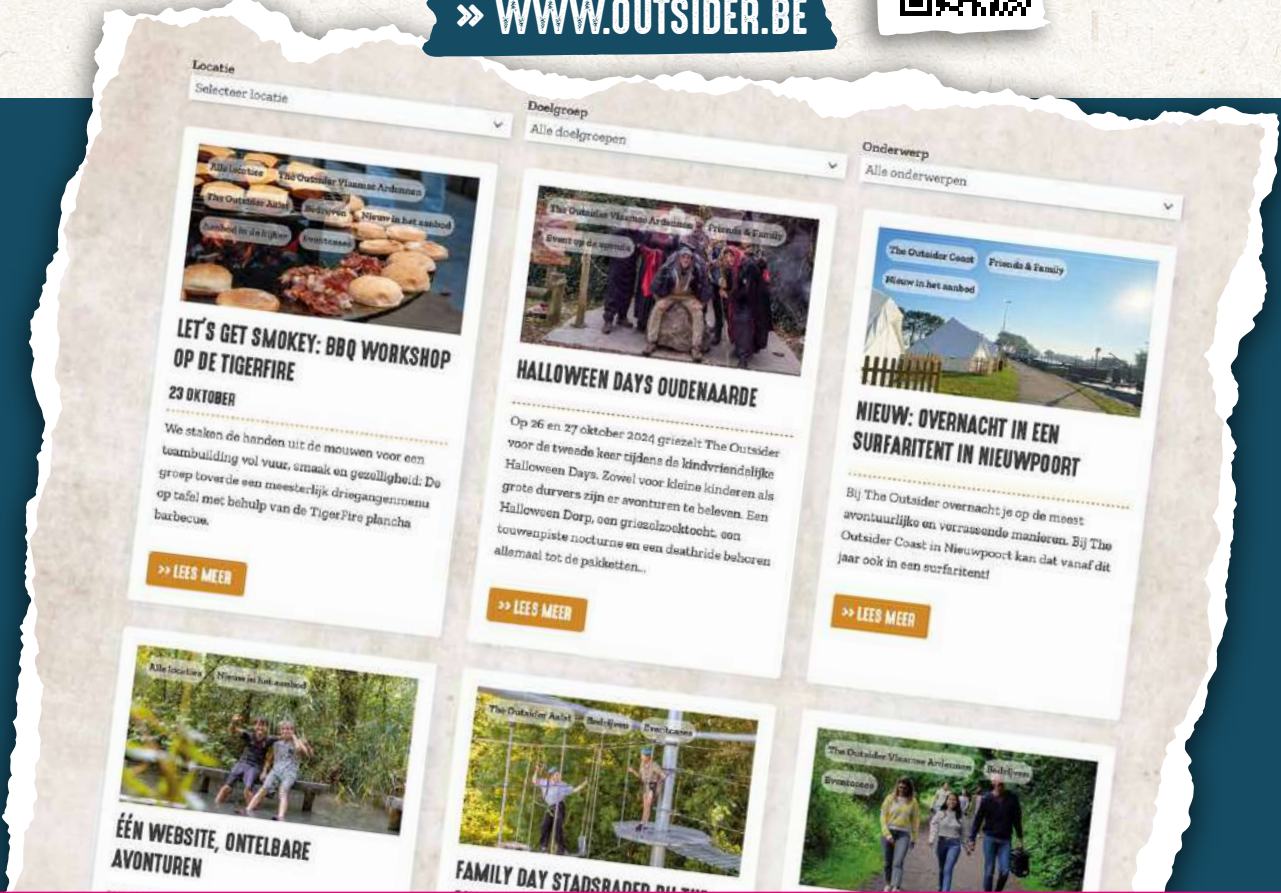 » WWW.OUTSIDER.BE
Locatie
Selecteer locatie
Doelgroep
Alle doelgroepen
Onderwerp
Alle onderwerpen
Alle locaties
The Outsider Vlaamse Ardennen
The Outsider Aalst
Bedrijven
Nieuw in het aanbod
Aanbod in de kijker
Eventcases
LET'S GET SMOKEY: BBQ WORKSHOP
OP DE TIGERFIRE
23 OKTOBER
We staken de handen uit de mouwen voor een
teambuilding vol vuur, smaak en gezelligheid: De
groep toverde een meesterlijk driegangenmenu
op tafel met behulp van de TigerFire plancha
barbecue.
>> LEES MEER
The Outsider Vlaamse Ardennen
Friends & Family
Event op de agenda
HALLOWEEN DAYS OUDENAARDE
Op 26 en 27 oktober 2024 griezelt The Outsider
voor de tweede keer tijdens de kindvriendelijke
Halloween Days. Zowel voor kleine kinderen als
grote durvers zijn er avonturen te beleven. Een
Halloween Dorp, een griezelzoektocht, een
touwenpiste nocturne en een deathride behoren
allemaal tot de pakketten...
>> LEES MEER
The Outsider Coast
Friends & Family
Nieuw in het aanbod
NIEUW: OVERNACHT IN EEN
SURFARITENT IN NIEUWPOORT
Bij The Outsider overnacht je op de meest
avontuurlijke en verrassende manieren. Bij The
Outsider Coast in Nieuwpoort kan dat vanaf dit
jaar ook in een surfaritent!
>> LEES MEER
Alle locaties
Nieuw in het aanbod
ÉÉN WEBSITE, ONTELBARE
AVONTUREN
The Outsider Aalst
Bedrijven
Eventcases
FAMILY DAY STADSBADER
The Outsider Vlaamse Ardennen
Bedrijven
Eventcases